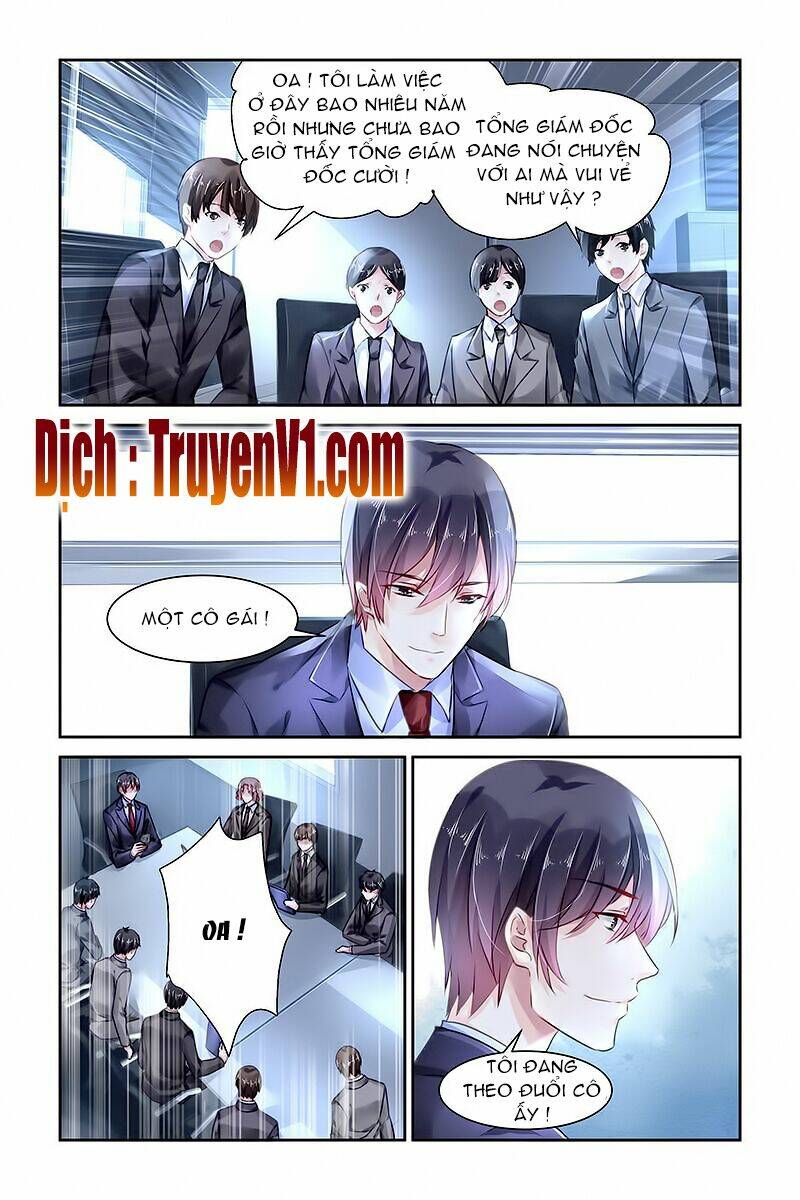 OA ! TÔI LÀM VIỆC
Ở ĐÂY BAO NHIÊU NĂM
RỒI NHƯNG CHƯA BAO
GIỜ THẤY TỔNG GIÁM
ĐỐC CƯỜI !
TỔNG GIÁM ĐỐC
ĐANG NÓI CHUYỆN
VỚI AI MÀ VUI VẺ
NHƯ VẬY ?
Dịch : TruyenV1.com
MỘT CÔ GÁI !
OA !
TÔI ĐANG
THEO ĐUỔI CÔ
ẤY !